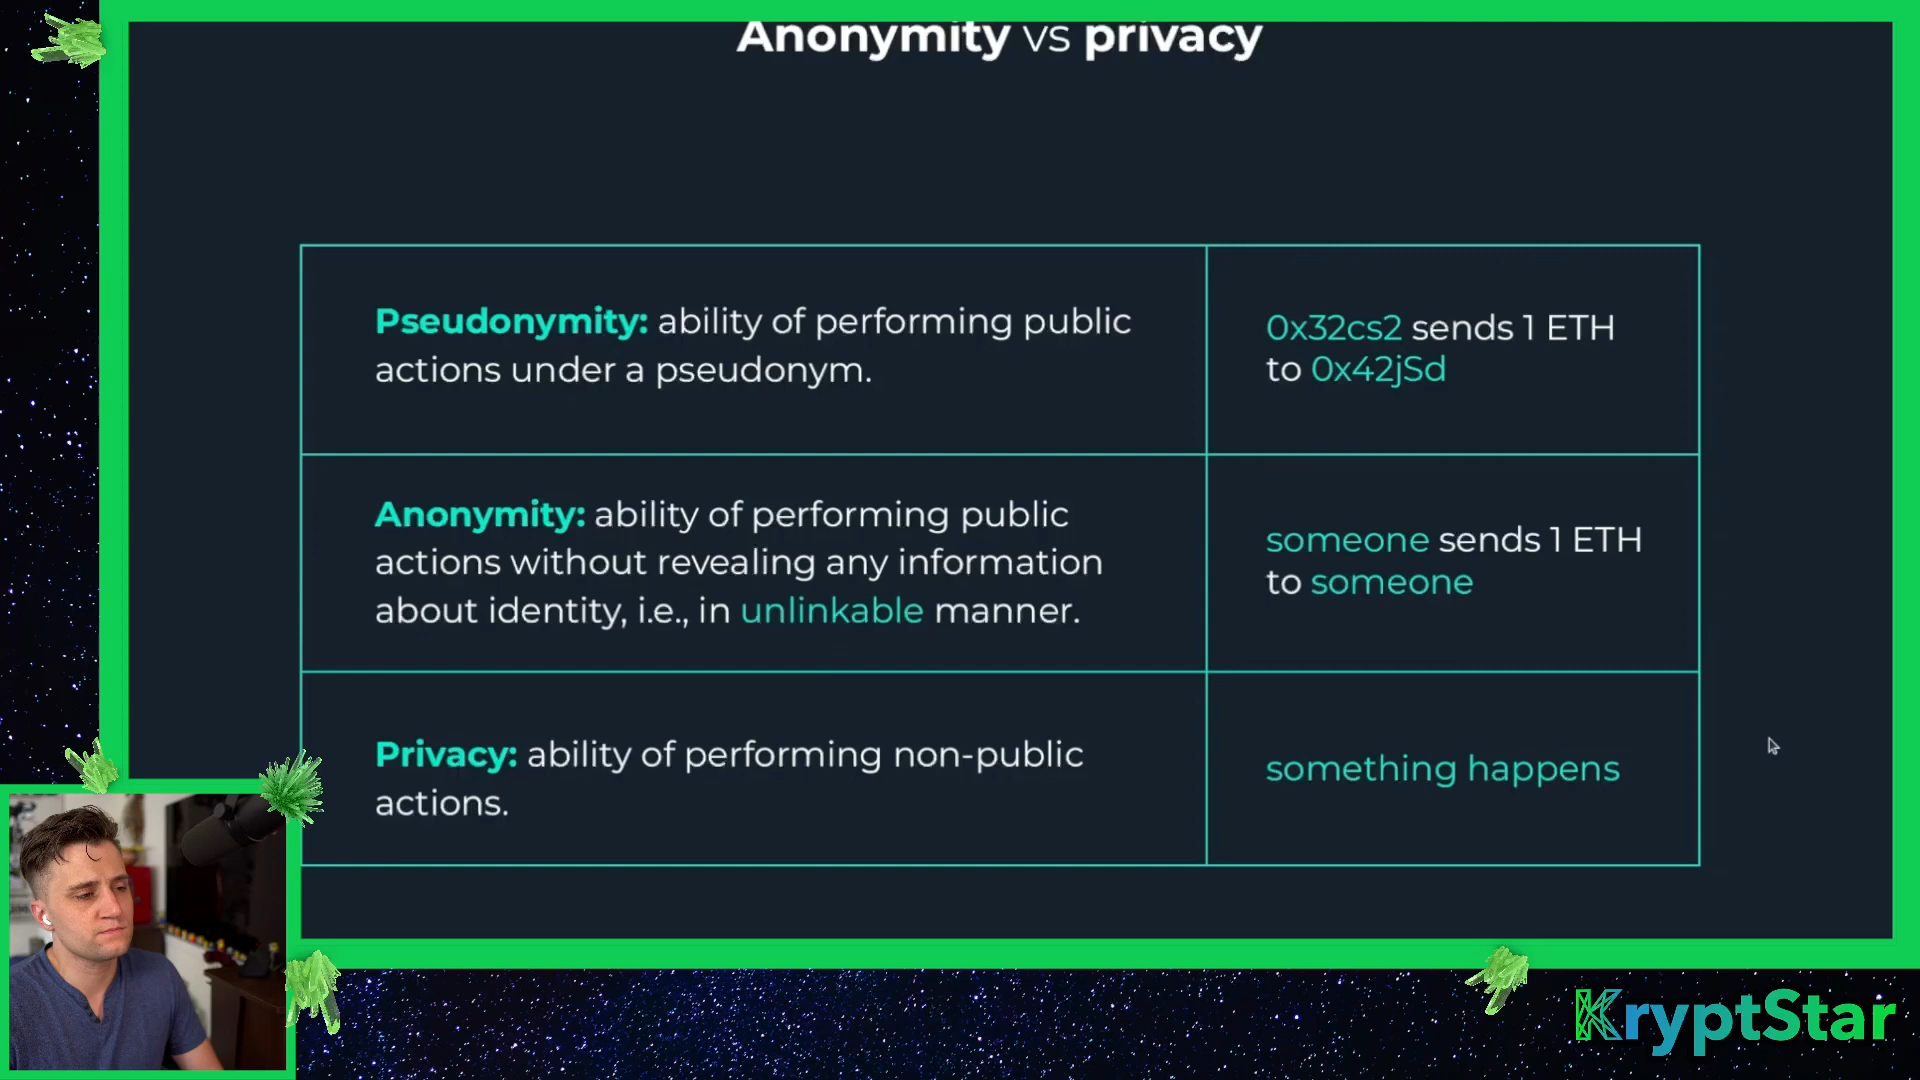 Anonymity vs privacy
Pseudonymity: ability of performing public
actions under a pseudonym.
0x32cs2 sends 1 ETH
to 0x42jSd
Anonymity: ability of performing public
actions without revealing any information
about identity, i.e., in unlinkable manner.
someone sends 1 ETH
to someone
Privacy: ability of performing non-public
actions.
something happens
KryptStar